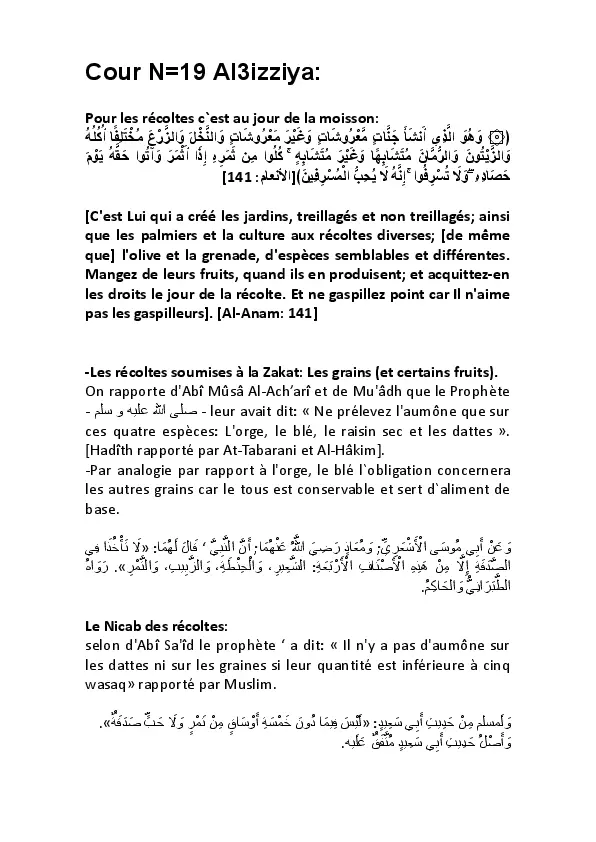 Cour N=19 Al3izziya:
Pour les récoltes c`est au jour de la moisson:
(۞ وَهُوَ الَّذِي أَنشَأَ جَنَّاتٍ مَّعْرُوشَاتٍ وَغَيْرَ مَعْرُوشَاتٍ وَالنَّخْلَ وَالزَّرْعَ مُخْتَلِفًا أُكُلُهُ
وَالزَّيْتُونَ وَالرُّمَّانَ مُتَشَابِهًا وَغَيْرَ مُتَشَابِهٍ ۚ كُلُوا مِن ثَمَرِهِ إِذَا أَثْمَرَ وَآتُوا حَقَّهُ يَوْمَ
حَصَادِهِ ۖ وَلَا تُسْرِفُوا ۚ إِنَّهُ لَا يُحِبُّ الْمُسْرِفِينَ)[الأنعام: 141]
[C'est Lui qui a créé les jardins, treillagés et non treillagés; ainsi
que les palmiers et la culture aux récoltes diverses; [de même
que] l'olive et la grenade, d'espèces semblables et différentes.
Mangez de leurs fruits, quand ils en produisent; et acquittez-en
les droits le jour de la récolte. Et ne gaspillez point car Il n'aime
pas les gaspilleurs]. [Al-Anam: 141]
-Les récoltes soumises à la Zakat: Les grains (et certains fruits).
On rapporte d'Abî Mûsâ Al-Ach’arî et de Mu'âdh que le Prophète
- صلى الله عليه و سلم - leur avait dit: « Ne prélevez l'aumône que sur
ces quatre espèces: L'orge, le blé, le raisin sec et les dattes ».
[Hadîth rapporté par At-Tabarani et Al-Hâkim].
-Par analogie par rapport à l'orge, le blé l`obligation concernera
les autres grains car le tous est conservable et sert d`aliment de
base.
وَعَنْ أَبِي مُوسَى الْأَشْعَرِيِّ; وَمُعَاذٍ رَضِيَ اللَّهُ عَنْهُمَا; أَنَّ النَّبِيَّ ‘ قَالَ لَهُمَا: «لَا تَأْخُذَا فِي
الصَّدَقَةِ إِلَّا مِنْ هَذِهِ الْأَصْنَافِ الْأَرْبَعَةِ: الشَّعِيرِ، وَالْحِنْطَةِ، وَالزَّبِيبِ، وَالتَّمْرِ». رَوَاهُ
الطَّبَرَانِيُّ وَالْحَاكِمُ.
Le Nicab des récoltes:
selon d'Abî Sa'îd le prophète ‘ a dit: « Il n'y a pas d'aumône sur
les dattes ni sur les graines si leur quantité est inférieure à cinq
wasaq» rapporté par Muslim.
وَلَمسلم مِنْ حَدِيثِ أَبِي سَعِيدٍ: «لَيْسَ فِيمَا دُونَ خَمْسَةِ أَوْسَاقٍ مِنْ تَمْرٍ وَلَا حَبٍّ صَدَقَةٌ».
وَأَصْلُ حَدِيثِ أَبِي سَعِيدٍ مُتَّفَقٌ عَلَيْهِ.